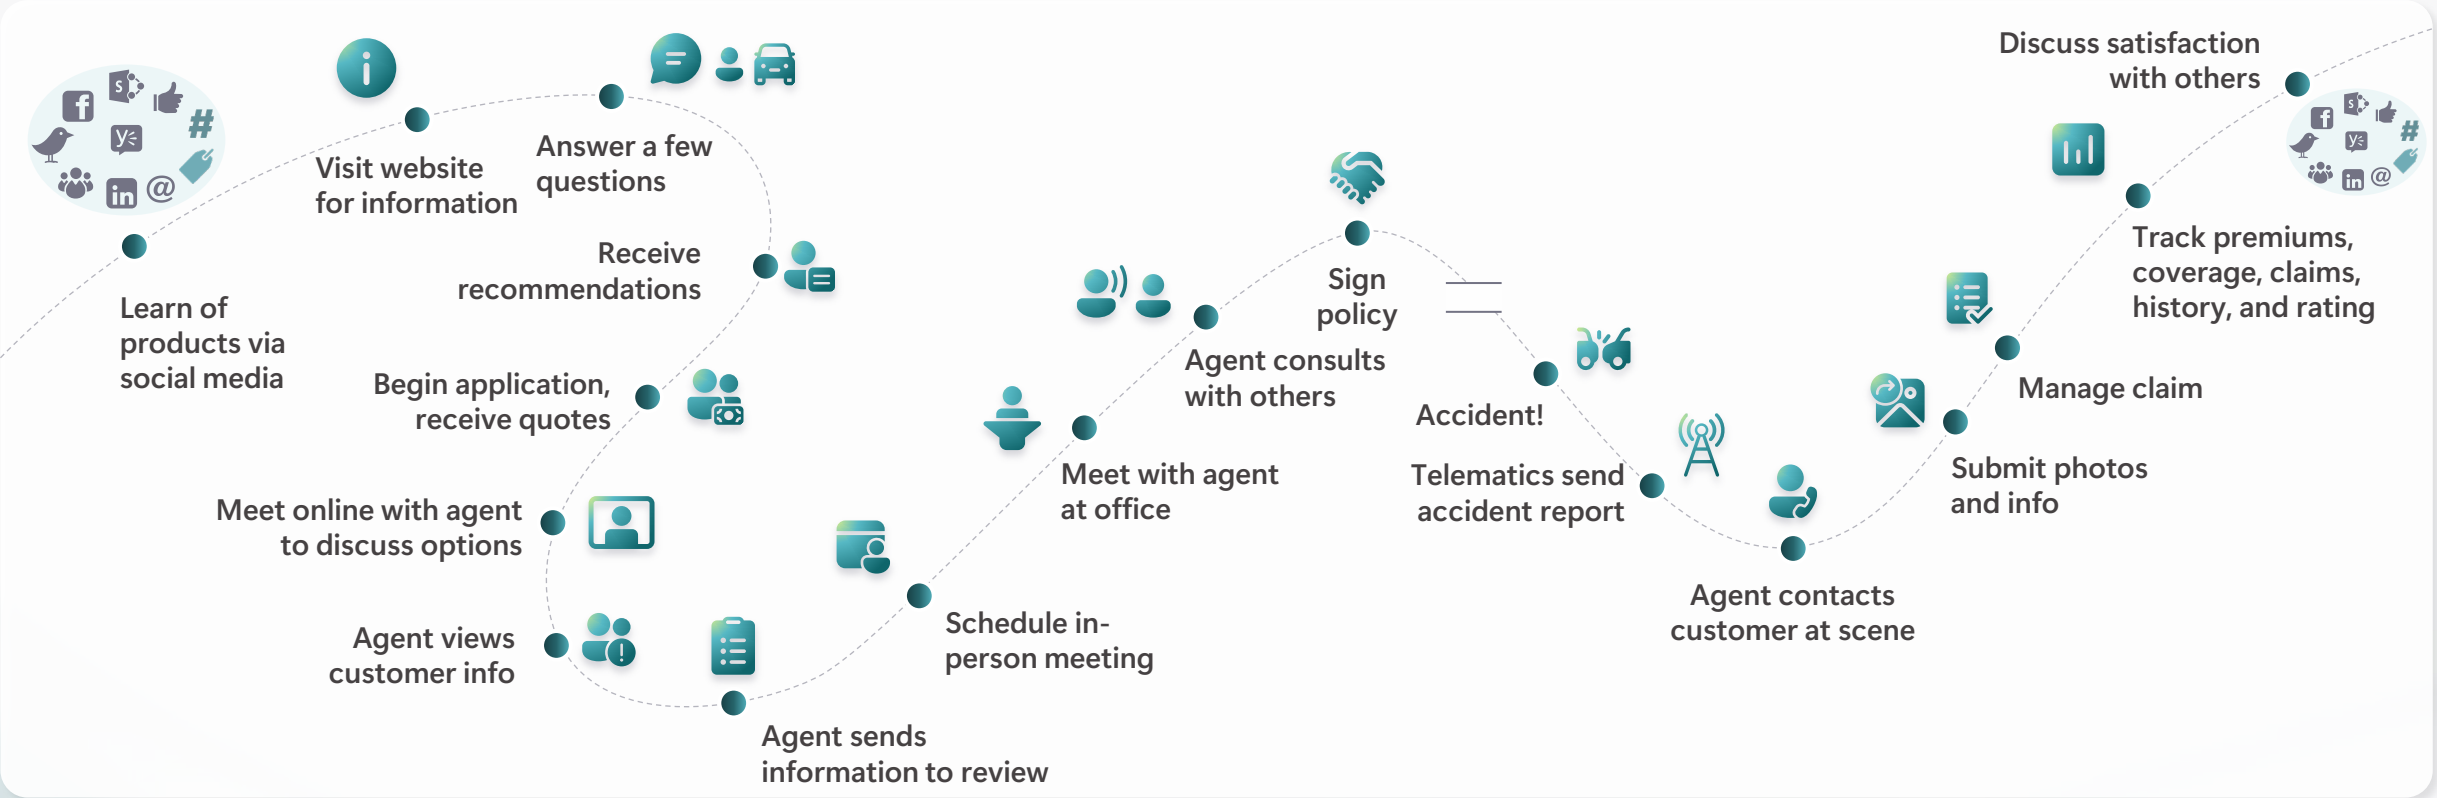 Learn of
products via
social media
Visit website
for information
Answer a few
questions
Receive
recommendations
Begin application,
receive quotes
Meet online with agent
to discuss options
Agent views
customer info
Agent sends
information to review
Schedule in-
person meeting
Meet with agent
at office
Agent consults
with others
Sign
policy
Accident!
Telematics send
accident report
Agent contacts
customer at scene
Submit photos
and info
Manage claim
Track premiums,
coverage, claims,
history, and rating
Discuss satisfaction
with others